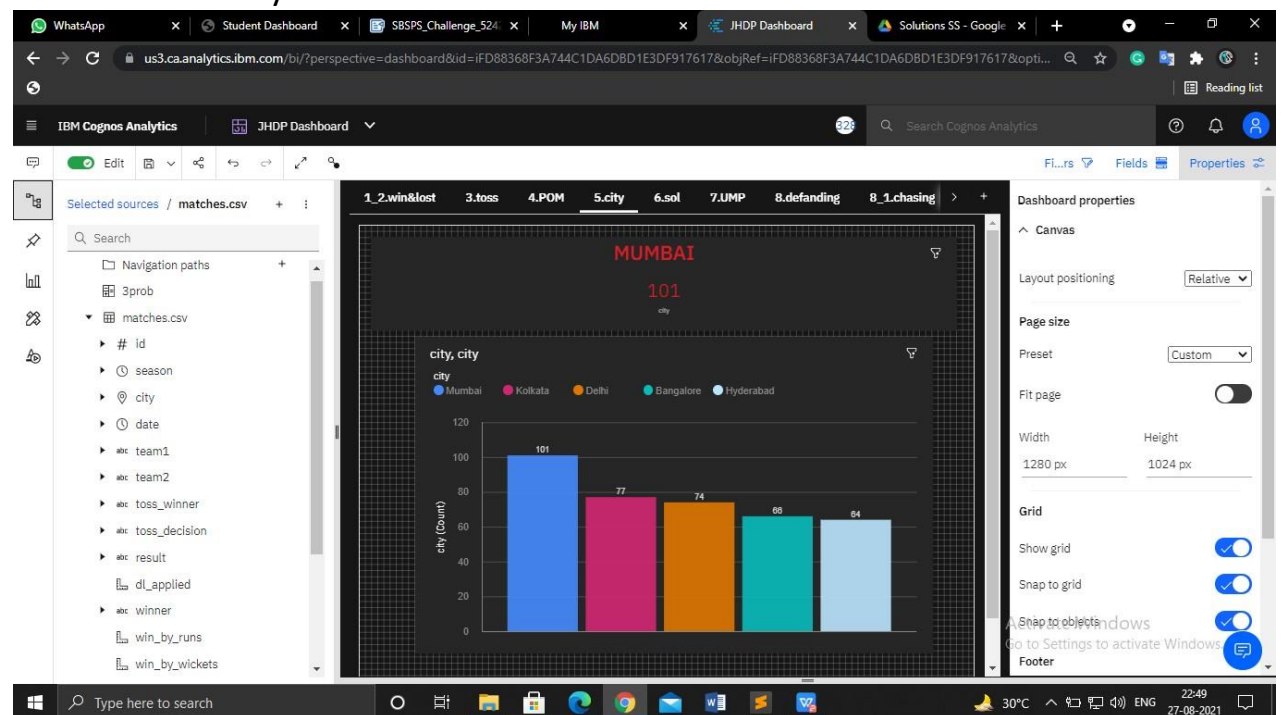 WhatsApp Student Dashboard SBSPS_Challenge_524 My IBM JHDP Dashboard Solutions SS - Google
us3.ca.analytics.ibm.com/bi/?perspective=dashboard&id=iFD88368F3A744C1DA6DBD1E3DF917617&objRef=iFD88368F3A744C1DA6DBD1E3DF917617&opti...
Reading list
IBM Cognos Analytics JHDP Dashboard 328 Search Cognos Analytics
Edit Fi...rs Fields Properties
Selected sources / matches.csv +
Search
Navigation paths +
3prob
matches.csv
# id
season
city
date
abc team1
abc team2
abc toss_winner
abc toss_decision
abc result
dl_applied
abc winner
win_by_runs
win_by_wickets
1_2.win&lost 3.toss 4.POM 5.city 6.sol 7.UMP 8.defanding 8_1.chasing > +
MUMBAI
101
city
city, city
city
Mumbai Kolkata Delhi Bangalore Hyderabad
city (Count)
120
100
80
60
40
20
0
101
77
74
66
64
Dashboard properties
Canvas
Layout positioning Relative
Page size
Preset Custom
Fit page
Width Height
1280 px 1024 px
Grid
Show grid
Snap to grid
Snap to objects
Activate Windows
Go to Settings to activate Windows.
Footer
Type here to search
30°C ENG 22:49
27-08-2021